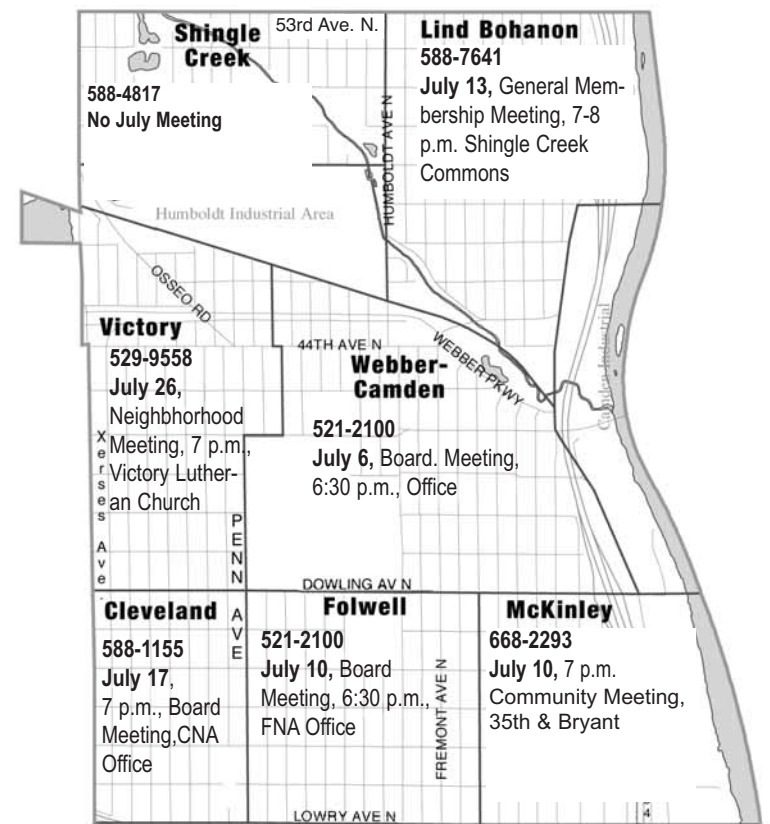 Shingle
Creek
588-4817
No July Meeting
53rd Ave. N.
Lind Bohanon
588-7641
July 13, General Mem-
bership Meeting, 7-8
p.m. Shingle Creek
Commons
HUMBOLDT AVE N
Humboldt Industrial Area
OSSEO RD
Victory
529-9558
July 26,
Neighbhorhood
Meeting, 7 p.m.,
Victory Luther-
an Church
Xerses Ave
44TH AVE N
WEBBER PKWY
Camden Industrial
Webber-
Camden
521-2100
July 6, Board. Meeting,
6:30 p.m., Office
PENN AVE
DOWLING AV N
Cleveland
588-1155
July 17,
7 p.m., Board
Meeting,CNA
Office
Folwell
521-2100
July 10, Board
Meeting, 6:30 p.m.,
FNA Office
FREMONT AVE N
McKinley
668-2293
July 10, 7 p.m.
Community Meeting,
35th & Bryant
LOWRY AVE N
4